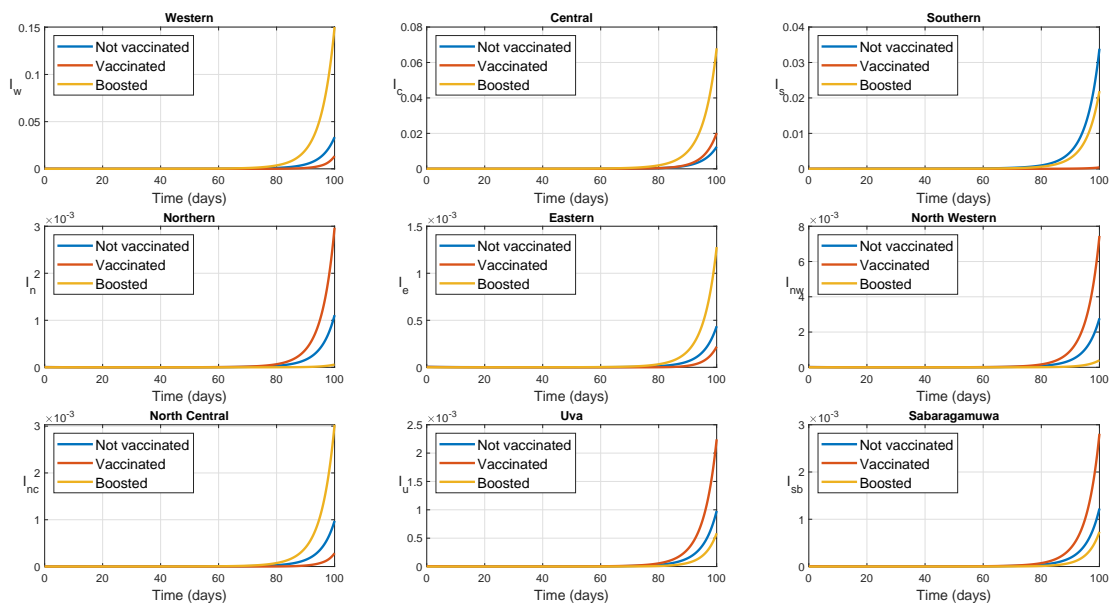 Western
0.15
0.1
0.05
0
I_w
Not vaccinated
Vaccinated
Boosted
0 20 40 60 80 100
Time (days)
Central
0.08
0.06
0.04
0.02
0
I_c
Not vaccinated
Vaccinated
Boosted
0 20 40 60 80 100
Time (days)
Southern
0.04
0.03
0.02
0.01
0
I_s
Not vaccinated
Vaccinated
Boosted
0 20 40 60 80 100
Time (days)
×10^-3
Northern
3
2
1
0
I_n
Not vaccinated
Vaccinated
Boosted
0 20 40 60 80 100
Time (days)
×10^-3
Eastern
1.5
1
0.5
0
I_e
Not vaccinated
Vaccinated
Boosted
0 20 40 60 80 100
Time (days)
×10^-3
North Western
8
6
4
2
0
I_nw
Not vaccinated
Vaccinated
Boosted
0 20 40 60 80 100
Time (days)
×10^-3
North Central
3
2
1
0
I_nc
Not vaccinated
Vaccinated
Boosted
0 20 40 60 80 100
Time (days)
×10^-3
Uva
2.5
2
1.5
1
0.5
0
I_u
Not vaccinated
Vaccinated
Boosted
0 20 40 60 80 100
Time (days)
×10^-3
Sabaragamuwa
3
2
1
0
I_sb
Not vaccinated
Vaccinated
Boosted
0 20 40 60 80 100
Time (days)